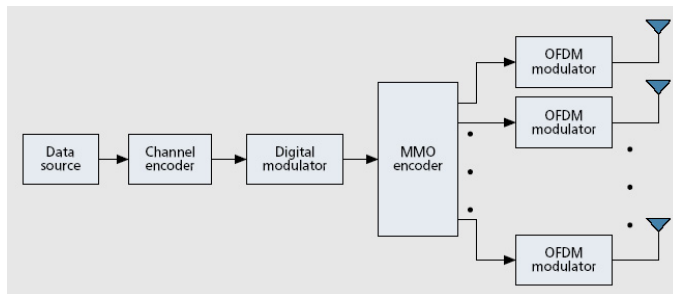 Data
source
Channel
encoder
Digital
modulator
MMO
encoder
OFDM
modulator
OFDM
modulator
OFDM
modulator